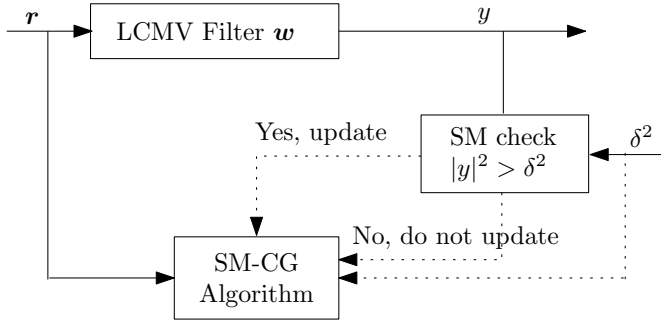 r
LCMV Filter w
y
SM check
|y|² > δ²
δ²
Yes, update
No, do not update
SM-CG
Algorithm